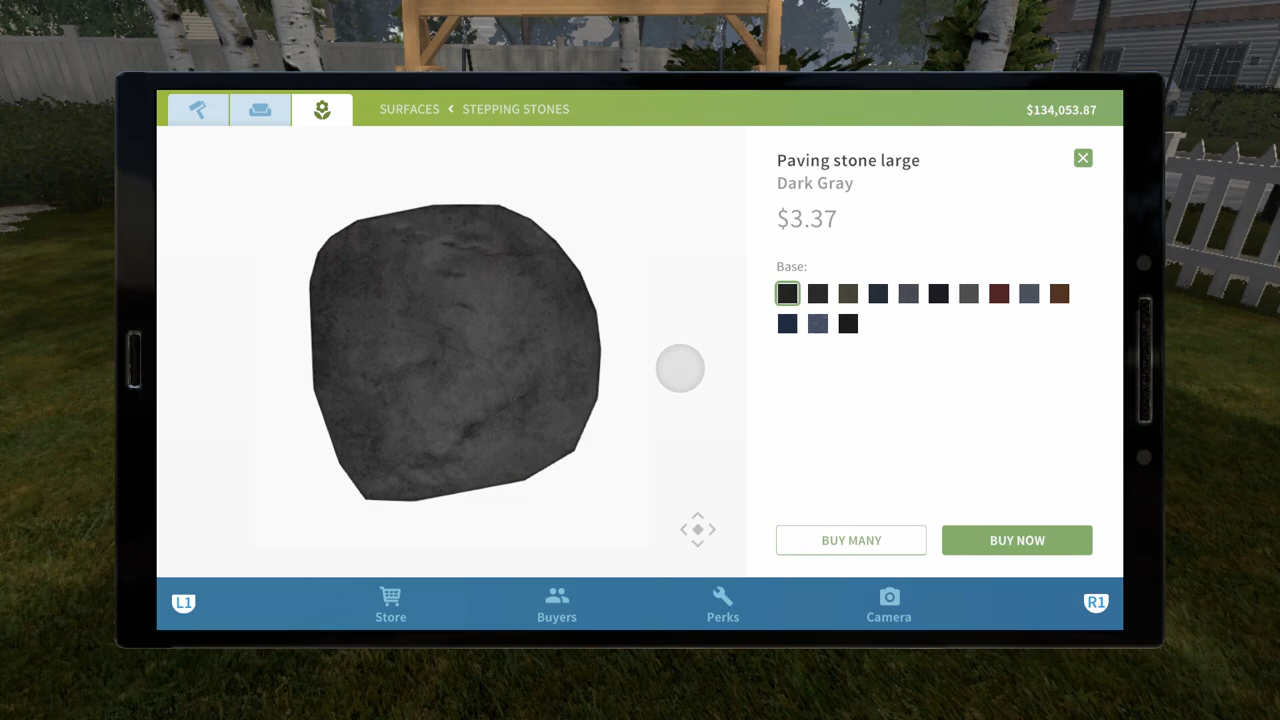 SURFACES < STEPPING STONES
$134,053.87
Paving stone large
Dark Gray
$3.37
Base:
BUY MANY
BUY NOW
L1
Store
Buyers
Perks
Camera
R1